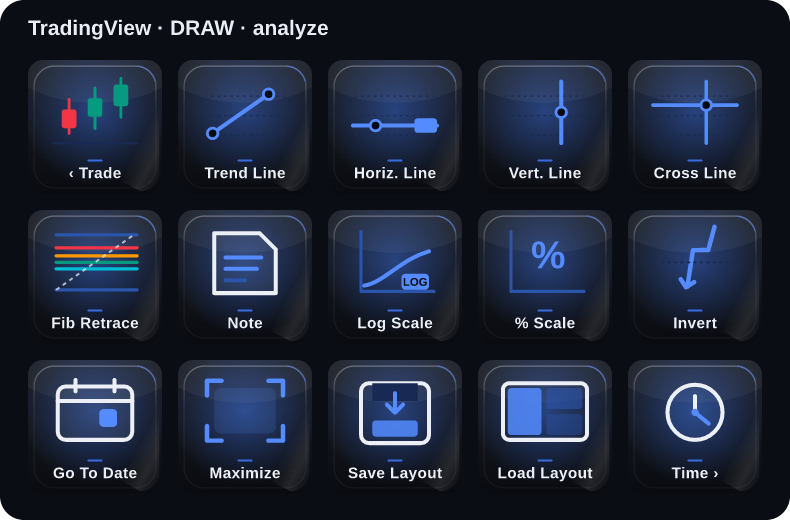 TradingView · DRAW · analyze
‹ Trade
Trend Line
Horiz. Line
Vert. Line
Cross Line
Fib Retrace
Note
LOG
Log Scale
%
% Scale
Invert
Go To Date
Maximize
Save Layout
Load Layout
Time ›